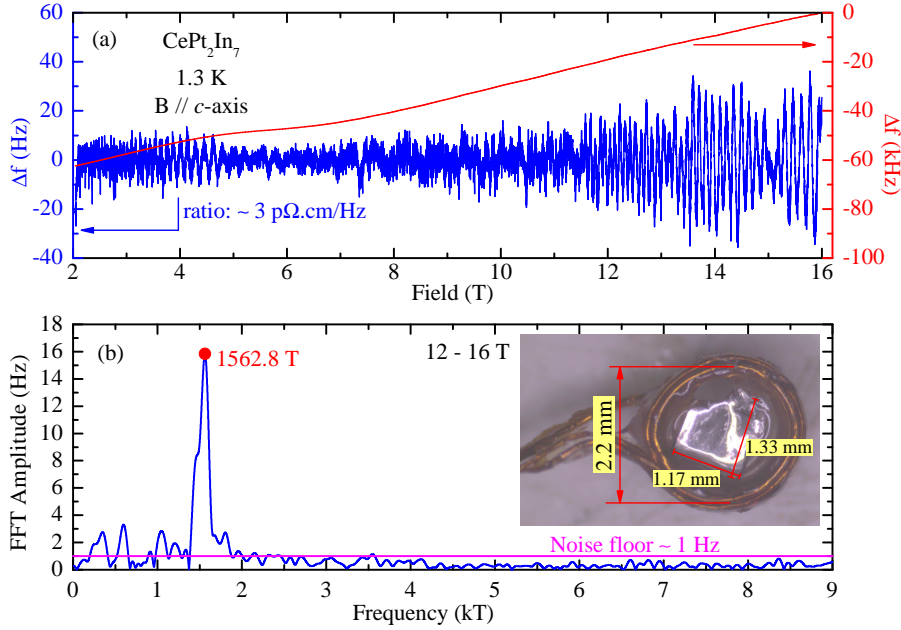 60
40
20
0
-20
-40
Δf (Hz)
(a)
CePt₂In₇
1.3 K
B // c-axis
ratio: ~ 3 pΩ.cm/Hz
0
-20
-40
-60
-80
-100
Δf (kHz)
2 4 6 8 10 12 14 16
Field (T)
18
16
14
12
10
8
6
4
2
0
FFT Amplitude (Hz)
(b)
1562.8 T
12 - 16 T
2.2 mm
1.33 mm
1.17 mm
Noise floor ~ 1 Hz
0 1 2 3 4 5 6 7 8 9
Frequency (kT)